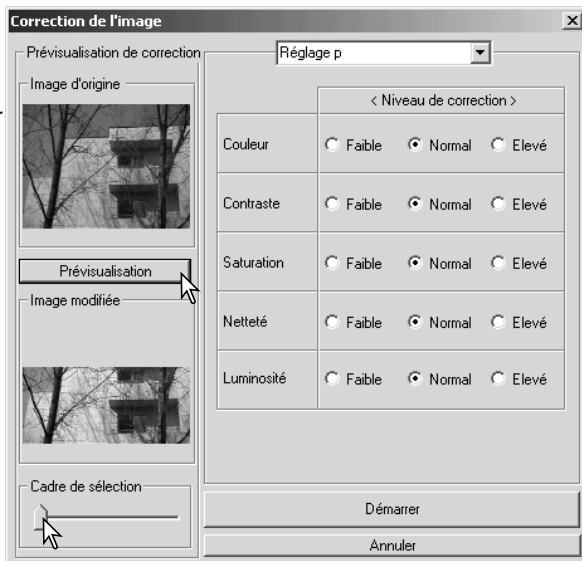 Correction de l'image
Prévisualisation de correction
Réglage p
Image d'origine
< Niveau de correction >
Couleur Faible Normal Elevé
Contraste Faible Normal Elevé
Prévisualisation
Saturation Faible Normal Elevé
Image modifiée
Netteté Faible Normal Elevé
Luminosité Faible Normal Elevé
Cadre de sélection
Démarrer
Annuler